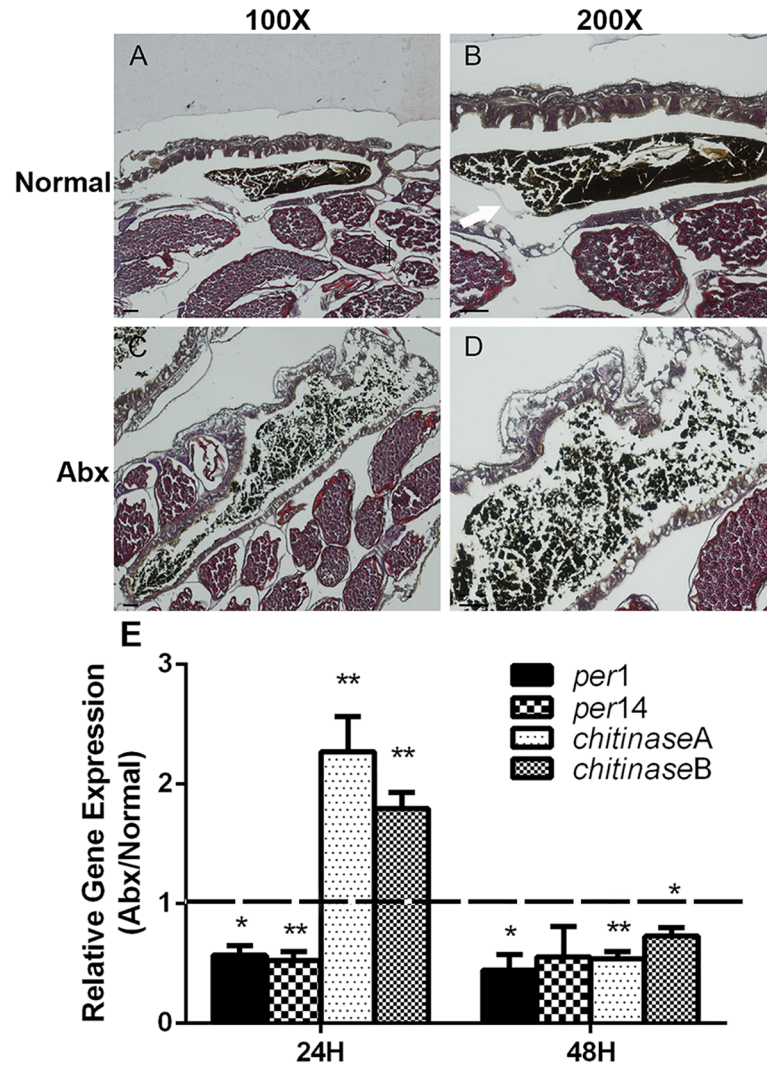 100X 200X
A B
Normal
C D
Abx
E
Relative Gene Expression
(Abx/Normal)
3
2
1
0
** **
* ** * ** *
per1
per14
chitinaseA
chitinaseB
24H 48H